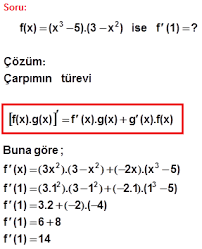 Soru:
f(x)=(x³−5).(3−x²) ise f'(1)=?
Çözüm:
Çarpımın türevi
[f(x).g(x)]'=f'(x).g(x)+g'(x).f(x)
Buna göre;
f'(x)=(3x²).(3−x²)+(−2x).(x³−5)
f'(1)=(3.1²).(3−1²)+(−2.1).(1³−5)
f'(1)=3.2+(−2).(−4)
f'(1)=6+8
f'(1)=14